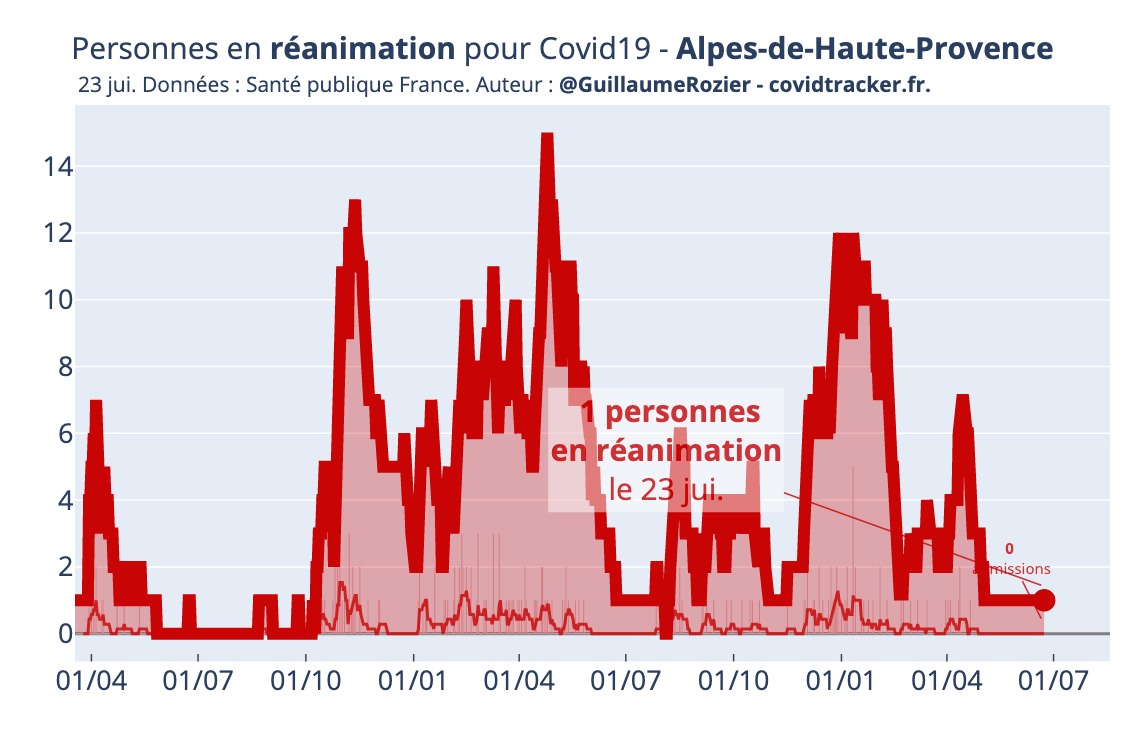 Personnes en réanimation pour Covid19 - Alpes-de-Haute-Provence
23 jui. Données : Santé publique France. Auteur : @GuillaumeRozier - covidtracker.fr.
14
12
10
8
6
4
2
0
1 personnes
en réanimation
le 23 jui.
0
admissions
01/04 01/07 01/10 01/01 01/04 01/07 01/10 01/01 01/04 01/07